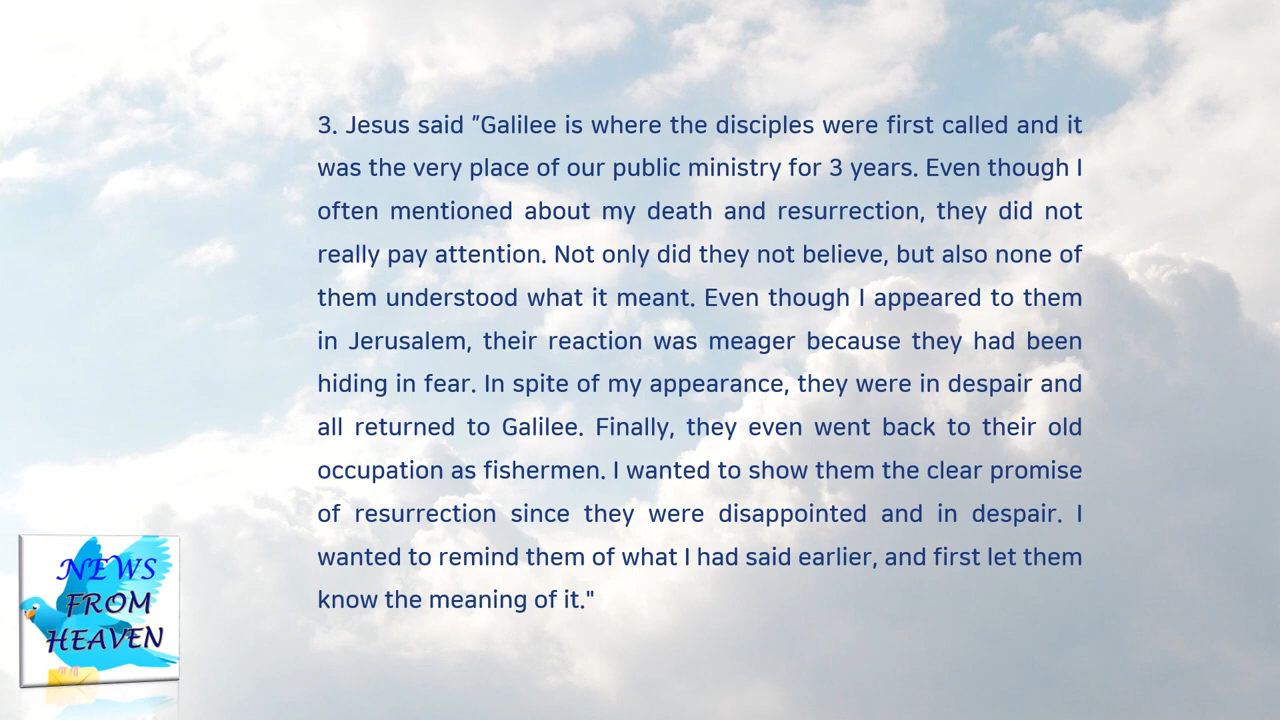 3. Jesus said "Galilee is where the disciples were first called and it
was the very place of our public ministry for 3 years. Even though I
often mentioned about my death and resurrection, they did not
really pay attention. Not only did they not believe, but also none of
them understood what it meant. Even though I appeared to them
in Jerusalem, their reaction was meager because they had been
hiding in fear. In spite of my appearance, they were in despair and
all returned to Galilee. Finally, they even went back to their old
occupation as fishermen. I wanted to show them the clear promise
of resurrection since they were disappointed and in despair. I
wanted to remind them of what I had said earlier, and first let them
know the meaning of it."
NEWS
FROM
HEAVEN